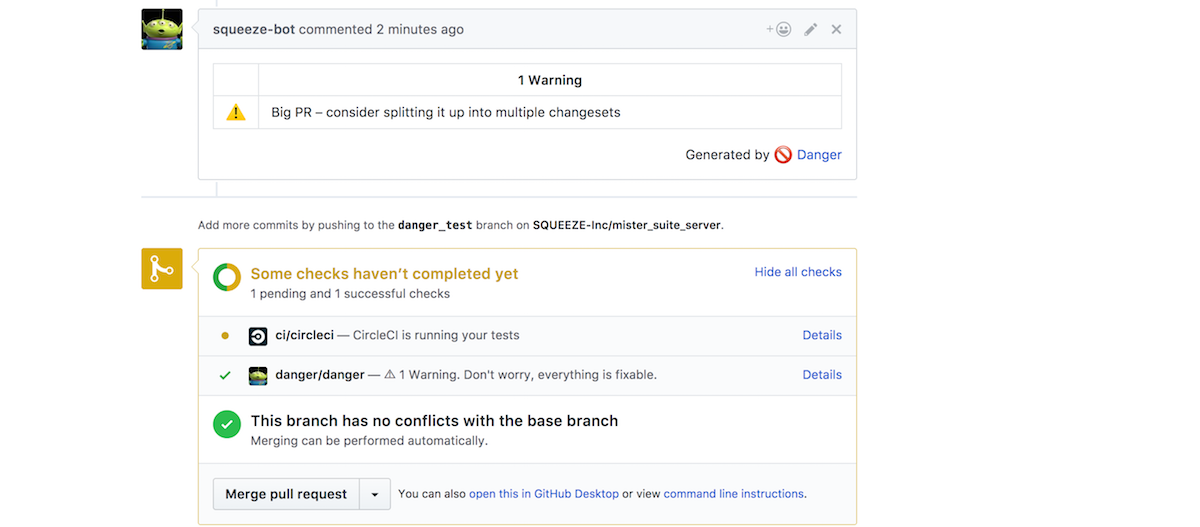 squeeze-bot commented 2 minutes ago
1 Warning
Big PR – consider splitting it up into multiple changesets
Generated by 🚫 Danger
Add more commits by pushing to the danger_test branch on SQUEEZE-Inc/mister_suite_server.
Some checks haven’t completed yet
Hide all checks
1 pending and 1 successful checks
ci/circleci — CircleCI is running your tests
Details
danger/danger — ⚠ 1 Warning. Don't worry, everything is fixable.
Details
This branch has no conflicts with the base branch
Merging can be performed automatically.
Merge pull request
You can also open this in GitHub Desktop or view command line instructions.